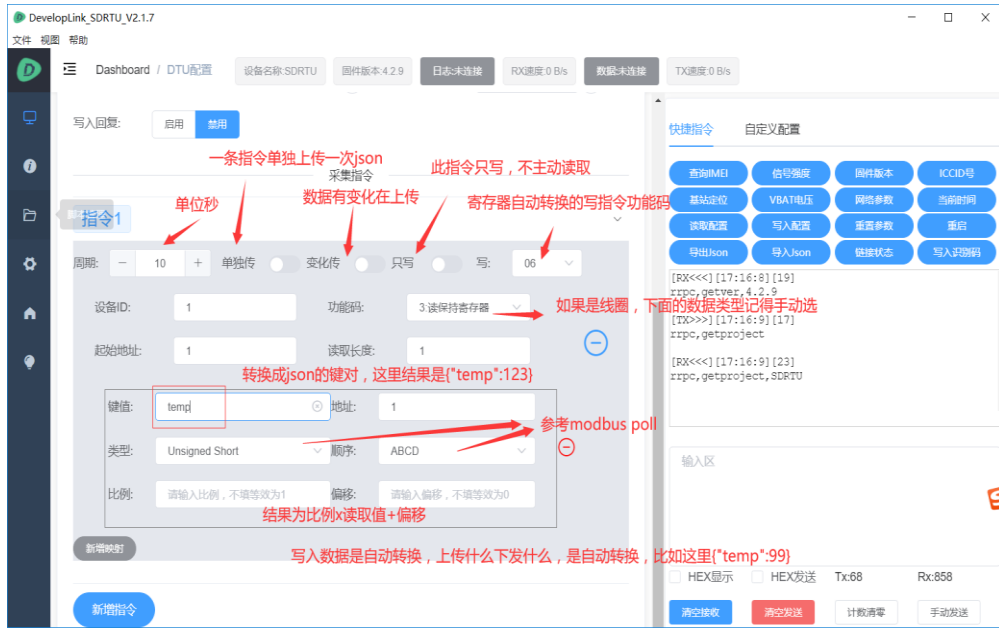 DevelopLink_SDRTU_V2.1.7
文件 视图 帮助
Dashboard / DTU配置 设备名称:SDRTU 固件版本:4.2.9 日志:未连接 RX速度:0 B/s 数据:未连接 TX速度:0 B/s
写入回复: 启用 禁用
一条指令单独上传一次json
采集指令
此指令只写，不主动读取
数据有变化在上传
单位秒
寄存器自动转换的写指令功能码
指令1
周期: − 10 + 单独传 变化传 只写 写: 06
设备ID: 1 功能码: 3:读保持寄存器
如果是线圈，下面的数据类型记得手动选
起始地址: 1 读取长度: 1
转换成json的键对，这里结果是{"temp":123}
键值: temp 地址: 1
参考modbus poll
类型: Unsigned Short 顺序: ABCD
比例: 请输入比例，不填等效为1 偏移: 请输入偏移，不填等效为0
结果为比例x读取值+偏移
新增映射
写入数据是自动转换，上传什么下发什么，是自动转换，比如这里{"temp":99}
新增指令
快捷指令 自定义配置
查询IMEI 信号强度 固件版本 ICCID号
基站定位 VBAT电压 网络参数 当前时间
读取配置 写入配置 重置参数 重启
导出Json 导入Json 链接状态 写入识别码
[RX<<<][17:16:8][19]
rrpc,getver,4.2.9
[TX>>>][17:16:9][17]
rrpc,getproject
[RX<<<][17:16:9][23]
rrpc,getproject,SDRTU
输入区
HEX显示 HEX发送 Tx:68 Rx:858
清空接收 清空发送 计数清零 手动发送